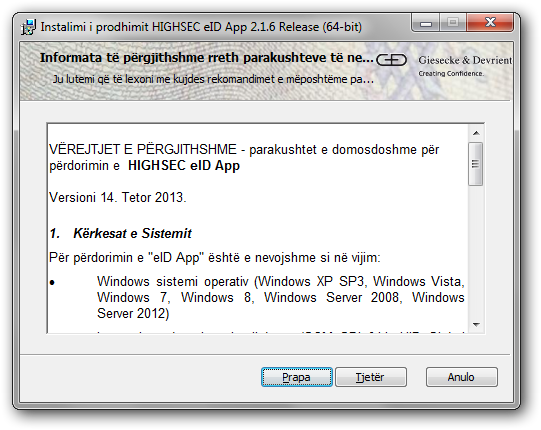 Instalimi i prodhimit HIGHSEC eID App 2.1.6 Release (64-bit)
Informata të përgjithshme rreth parakushteve të ne...
Ju lutemi që të lexoni me kujdes rekomandimet e mëposhtëme pa...
Giesecke & Devrient
Creating Confidence.
VËREJTJET E PËRGJITHSHME - parakushtet e domosdoshme për
përdorimin e HIGHSEC eID App
Versioni 14. Tetor 2013.
1. Kërkesat e Sistemit
Për përdorimin e "eID App" është e nevojshme si në vijim:
• Windows sistemi operativ (Windows XP SP3, Windows Vista,
Windows 7, Windows 8, Windows Server 2008, Windows
Server 2012)
Prapa
Tjetër
Anulo